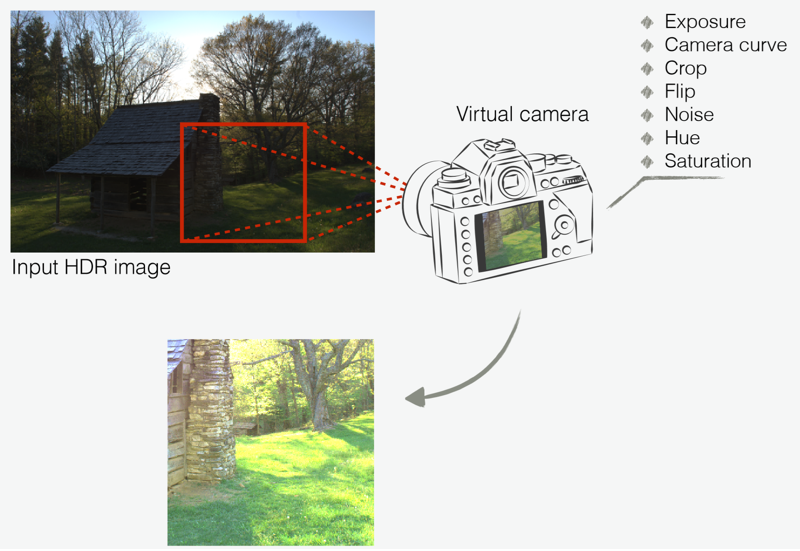 Exposure
Camera curve
Crop
Flip
Noise
Hue
Saturation
Virtual camera
Input HDR image